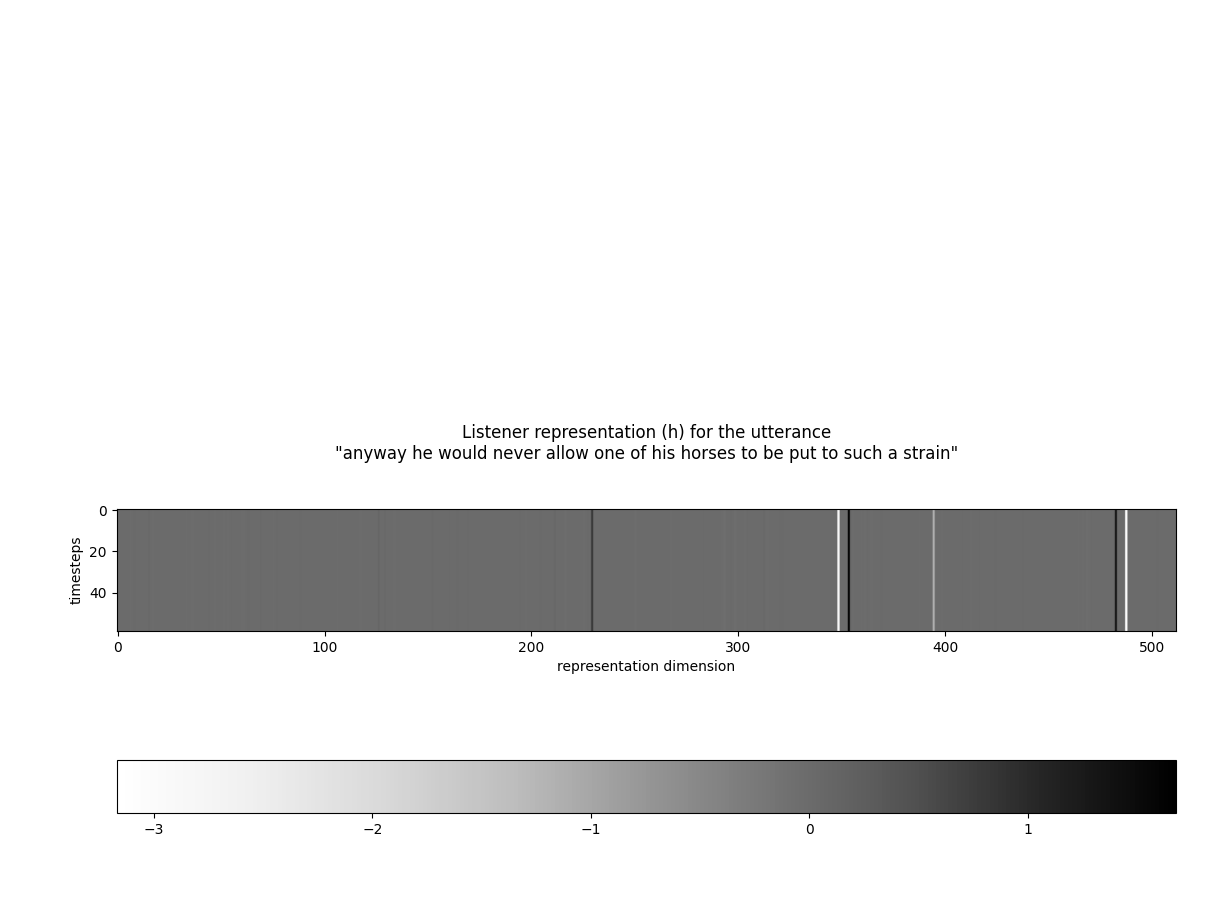 Listener representation (h) for the utterance
"anyway he would never allow one of his horses to be put to such a strain"
0
20
40
timesteps
0 100 200 300 400 500
representation dimension
−3 −2 −1 0 1